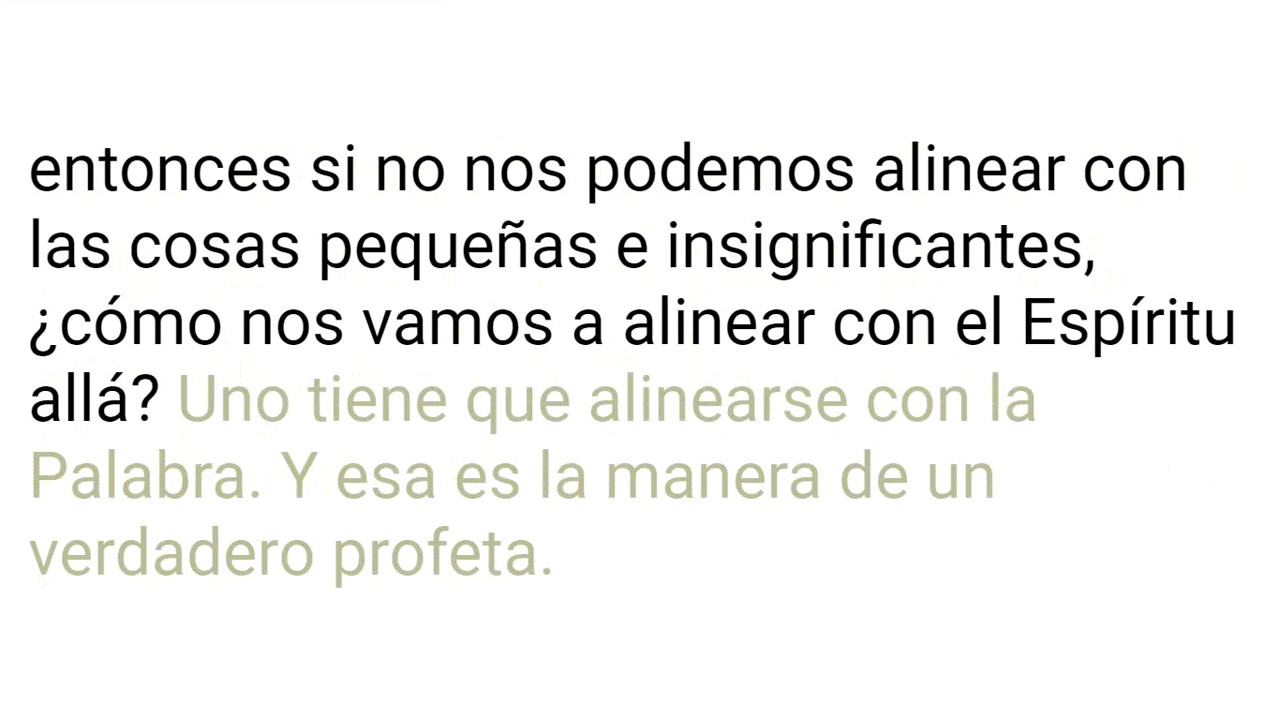 entonces si no nos podemos alinear con
las cosas pequeñas e insignificantes,
¿cómo nos vamos a alinear con el Espíritu
allá? Uno tiene que alinearse con la
Palabra. Y esa es la manera de un
verdadero profeta.